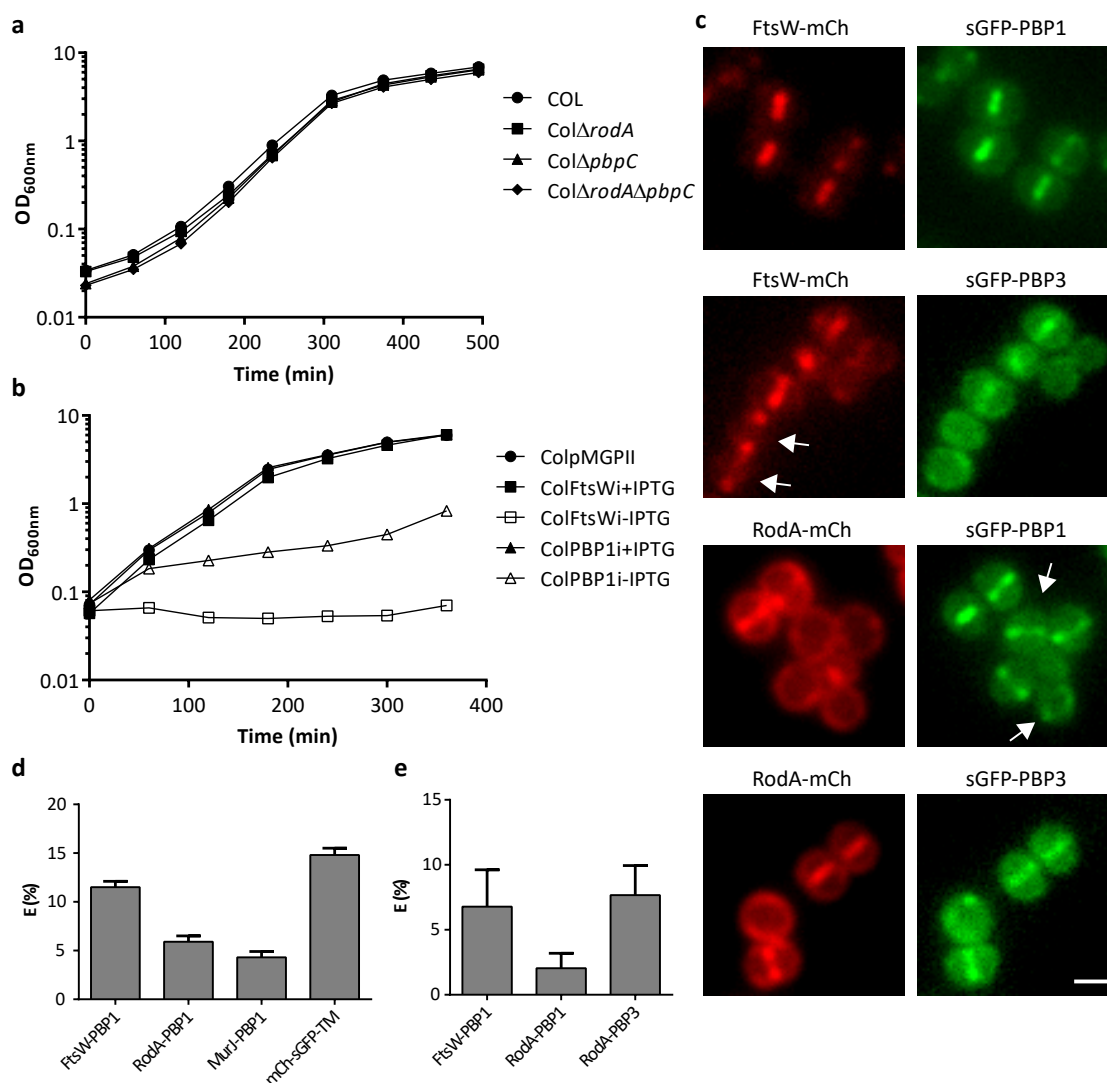 a
10
1
0.1
0.01
OD600nm
0
100
200
300
400
500
Time (min)
COL
ColΔrodA
ColΔpbpC
ColΔrodAΔpbpC
b
10
1
0.1
0.01
OD600nm
0
100
200
300
400
Time (min)
ColpMGPII
ColFtsWi+IPTG
ColFtsWi-IPTG
ColPBP1i+IPTG
ColPBP1i-IPTG
c
FtsW-mCh
sGFP-PBP1
FtsW-mCh
sGFP-PBP3
RodA-mCh
sGFP-PBP1
RodA-mCh
sGFP-PBP3
d
20
15
10
5
0
E (%)
FtsW-PBP1
RodA-PBP1
MurJ-PBP1
mCh-sGFP-TM
e
15
10
5
0
E (%)
FtsW-PBP1
RodA-PBP1
RodA-PBP3